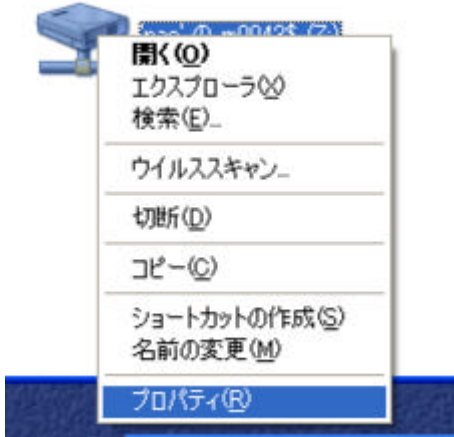 の m0042$ (Z:)
開く(O)
エクスプローラ(X)
検索(E)...
ウイルススキャン...
切断(D)
コピー(C)
ショートカットの作成(S)
名前の変更(M)
プロパティ(R)